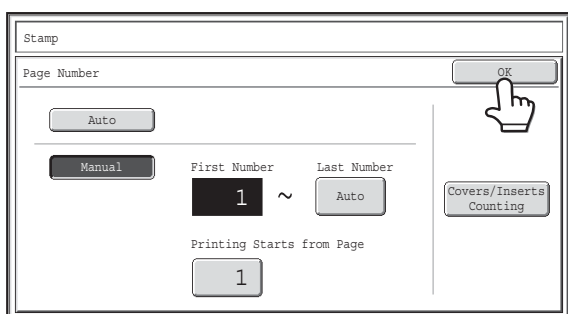 Stamp
Page Number
OK
Auto
Manual
First Number
Last Number
1 ~ Auto
Covers/Inserts
Counting
Printing Starts from Page
1